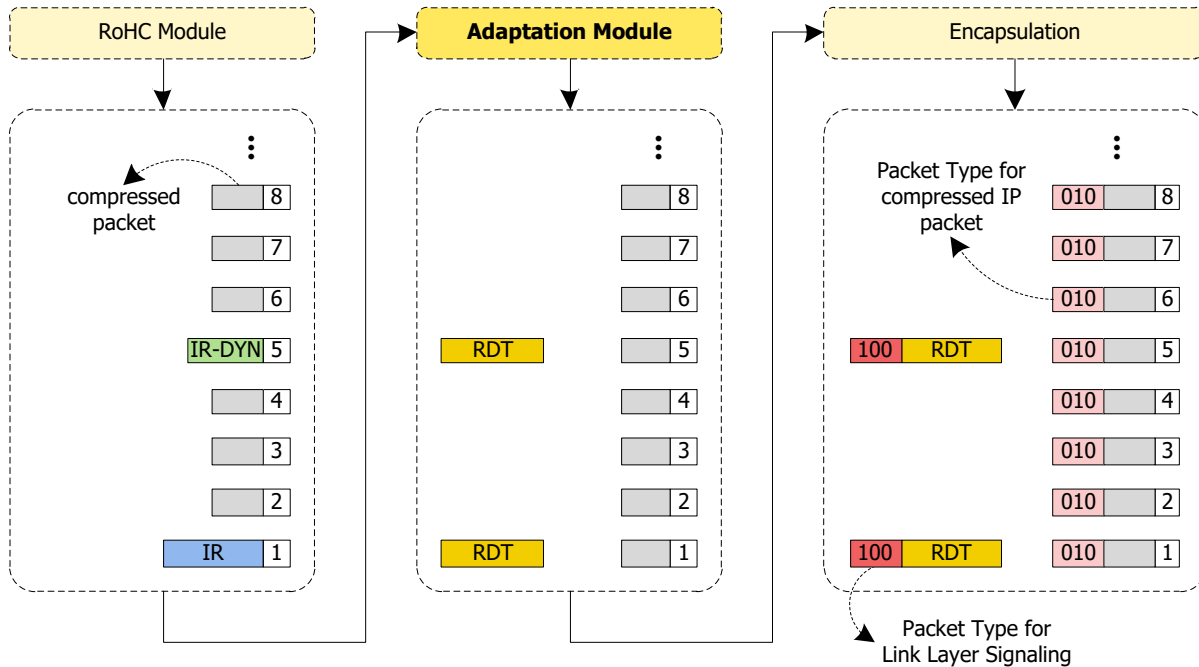 RoHC Module
Adaptation Module
Encapsulation
⋮
⋮
⋮
compressed
packet
8
7
6
IR-DYN 5
4
3
2
IR 1
8
7
6
RDT 5
4
3
2
RDT 1
Packet Type for
compressed IP
packet
010 8
010 7
010 6
100 RDT 010 5
010 4
010 3
010 2
100 RDT 010 1
Packet Type for
Link Layer Signaling